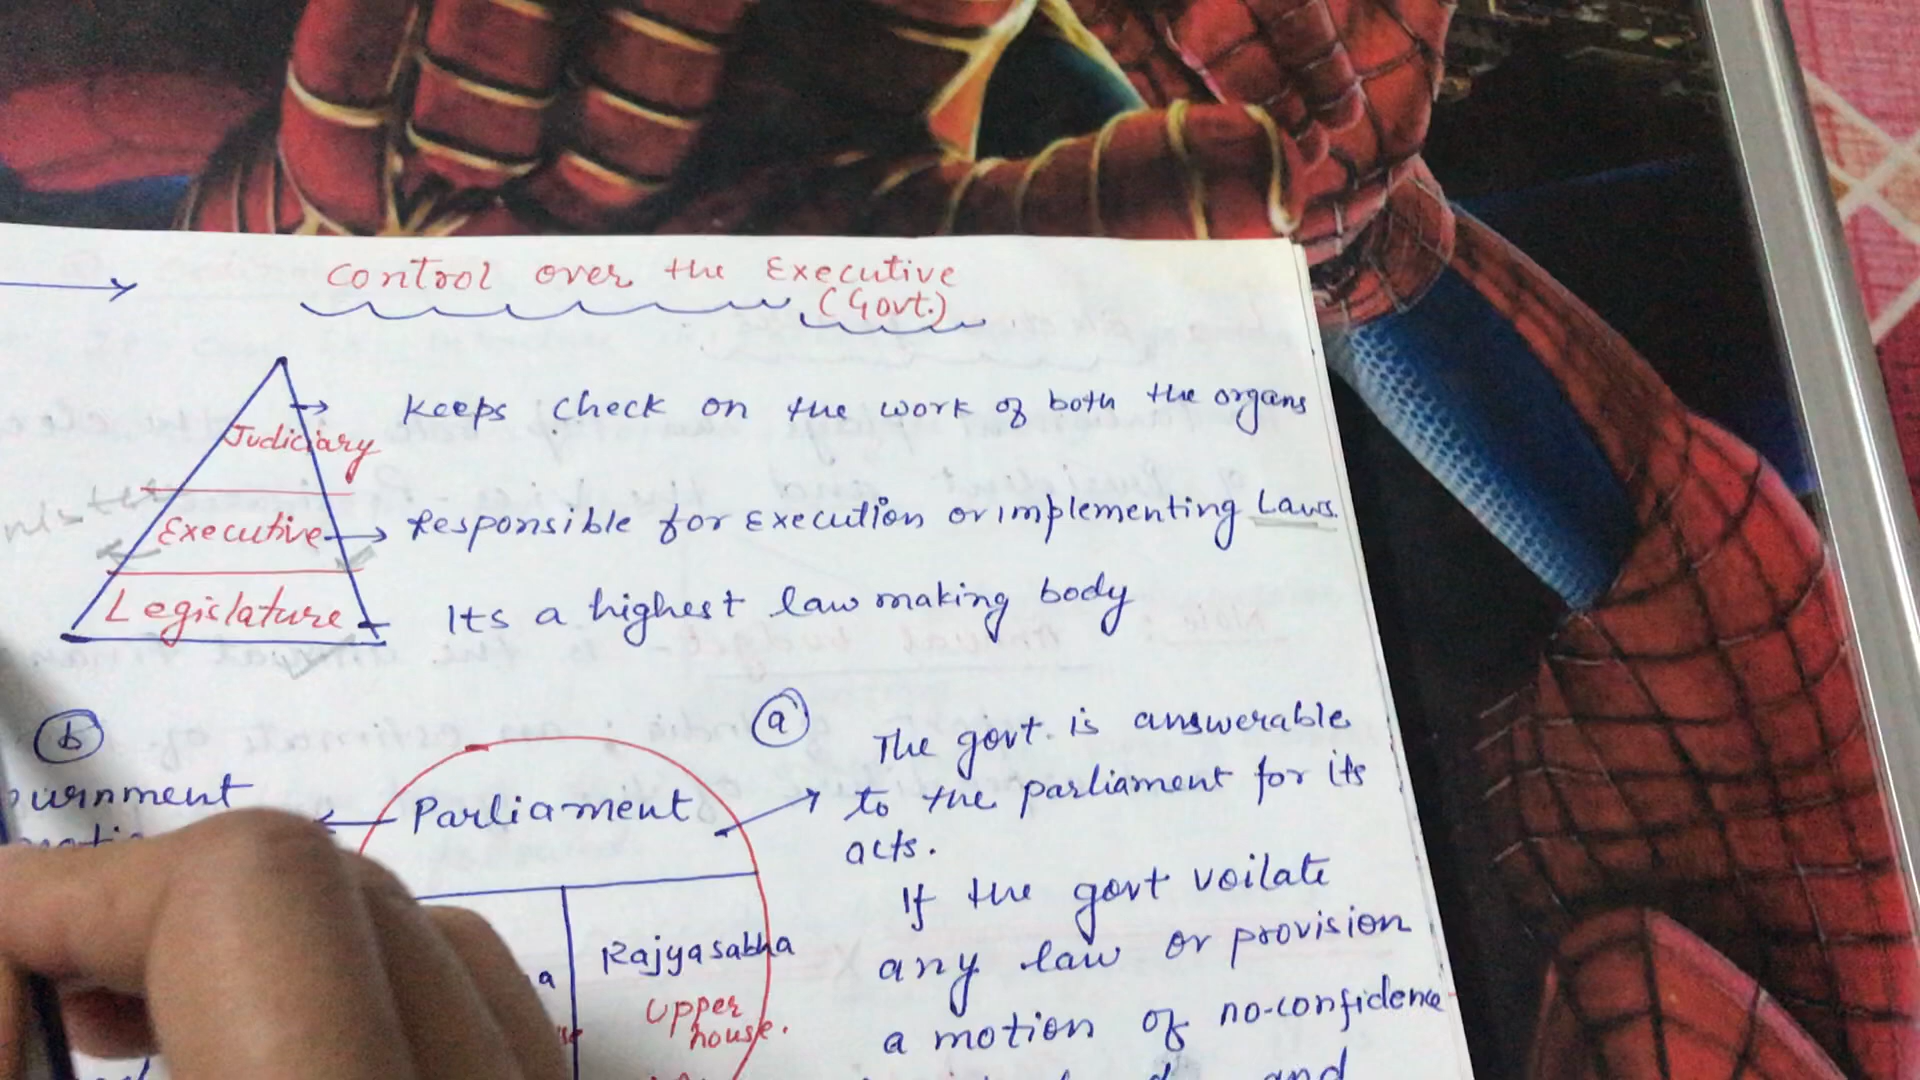 Control over the Executive
(Govt.)
Judiciary
Keeps check on the work of both the organs
Executive
Responsible for Execution or implementing Laws.
Legislature
Its a highest law making body
b
urnment
Parliament
a
Rajyasabha
Upper
house.
a
The govt. is answerable
to the parliament for its
acts.
If the govt voilate
any law or provision
a motion of no-confidence
and